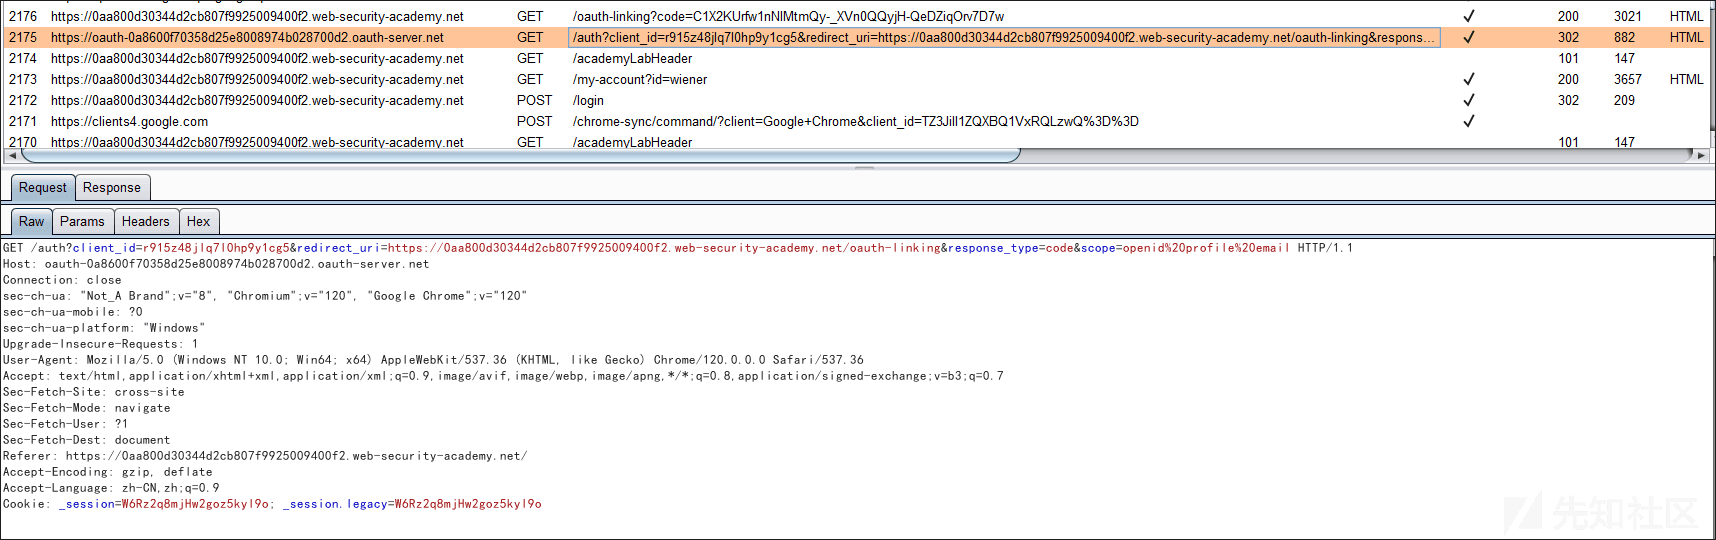 2176 GET /oauth-linking?code=C1X2KUrfw1nNlMtmQy-_XVn0QQyjH-QeDZiqOrv7D7w ✓ 200 3021 HTML
2175 https://oauth-0a8600f70358d25e8008974b028700d2.oauth-server.net GET /auth?client_id=r915z48jlq7l0hp9y1cg5&redirect_uri=https://0aa800d30344d2cb807f9925009400f2.web-security-academy.net/oauth-linking&respons... ✓ 302 882 HTML
2174 https://0aa800d30344d2cb807f9925009400f2.web-security-academy.net GET /academyLabHeader 101 147
2173 https://0aa800d30344d2cb807f9925009400f2.web-security-academy.net GET /my-account?id=wiener ✓ 200 3657 HTML
2172 https://0aa800d30344d2cb807f9925009400f2.web-security-academy.net POST /login ✓ 302 209
2171 https://clients4.google.com POST /chrome-sync/command/?client=Google+Chrome&client_id=TZ3Jill1ZQXBQ1VxRQLzwQ%3D%3D ✓
2170 https://0aa800d30344d2cb807f9925009400f2.web-security-academy.net GET /academyLabHeader 101 147
Request Response
Raw Params Headers Hex
GET /auth?client_id=r915z48jlq7l0hp9y1cg5&redirect_uri=https://0aa800d30344d2cb807f9925009400f2.web-security-academy.net/oauth-linking&response_type=code&scope=openid%20profile%20email HTTP/1.1
Host: oauth-0a8600f70358d25e8008974b028700d2.oauth-server.net
Connection: close
sec-ch-ua: "Not_A Brand";v="8", "Chromium";v="120", "Google Chrome";v="120"
sec-ch-ua-mobile: ?0
sec-ch-ua-platform: "Windows"
Upgrade-Insecure-Requests: 1
User-Agent: Mozilla/5.0 (Windows NT 10.0; Win64; x64) AppleWebKit/537.36 (KHTML, like Gecko) Chrome/120.0.0.0 Safari/537.36
Accept: text/html,application/xhtml+xml,application/xml;q=0.9,image/avif,image/webp,image/apng,*/*;q=0.8,application/signed-exchange;v=b3;q=0.7
Sec-Fetch-Site: cross-site
Sec-Fetch-Mode: navigate
Sec-Fetch-User: ?1
Sec-Fetch-Dest: document
Referer: https://0aa800d30344d2cb807f9925009400f2.web-security-academy.net/
Accept-Encoding: gzip, deflate
Accept-Language: zh-CN,zh;q=0.9
Cookie: _session=W6Rz2q8mjHw2goz5kyl9o; _session.legacy=W6Rz2q8mjHw2goz5kyl9o
先知社区